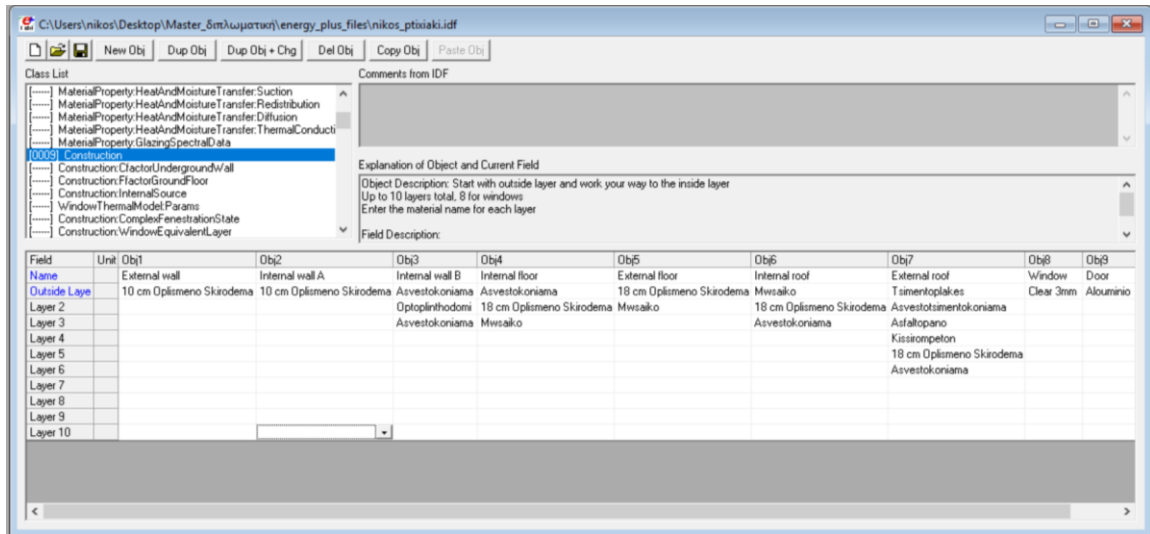 C:\Users\nikos\Desktop\Master_διπλωματική\energy_plus_files\nikos_ptixiaki.idf
New Obj Dup Obj Dup Obj + Chg Del Obj Copy Obj Paste Obj
Class List
Comments from IDF
[------] MaterialProperty:HeatAndMoistureTransfer:Suction
[------] MaterialProperty:HeatAndMoistureTransfer:Redistribution
[------] MaterialProperty:HeatAndMoistureTransfer:Diffusion
[------] MaterialProperty:HeatAndMoistureTransfer:ThermalConducti
[------] MaterialProperty:GlazingSpectralData
[0009] Construction
[------] Construction:CfactorUndergroundWall
[------] Construction:FfactorGroundFloor
[------] Construction:InternalSource
[------] WindowThermalModel:Params
[------] Construction:ComplexFenestrationState
[------] Construction:WindowEquivalentLayer
Explanation of Object and Current Field
Object Description: Start with outside layer and work your way to the inside layer
Up to 10 layers total, 8 for windows
Enter the material name for each layer
Field Description:
Field Unit Obj1 Obj2 Obj3 Obj4 Obj5 Obj6 Obj7 Obj8 Obj9
Name External wall Internal wall A Internal wall B Internal floor External floor Internal roof External roof Window Door
Outside Laye 10 cm Oplismeno Skirodema 10 cm Oplismeno Skirodema Asvestokoniama Asvestokoniama 18 cm Oplismeno Skirodema Mwsaiko Tsimentoplakes Clear 3mm Alouminio
Layer 2 Optoplinthodomi 18 cm Oplismeno Skirodema Mwsaiko 18 cm Oplismeno Skirodema Asvestotsimentokoniama
Layer 3 Asvestokoniama Mwsaiko Asvestokoniama Asfaltopano
Layer 4 Kissirompeton
Layer 5 18 cm Oplismeno Skirodema
Layer 6 Asvestokoniama
Layer 7
Layer 8
Layer 9
Layer 10